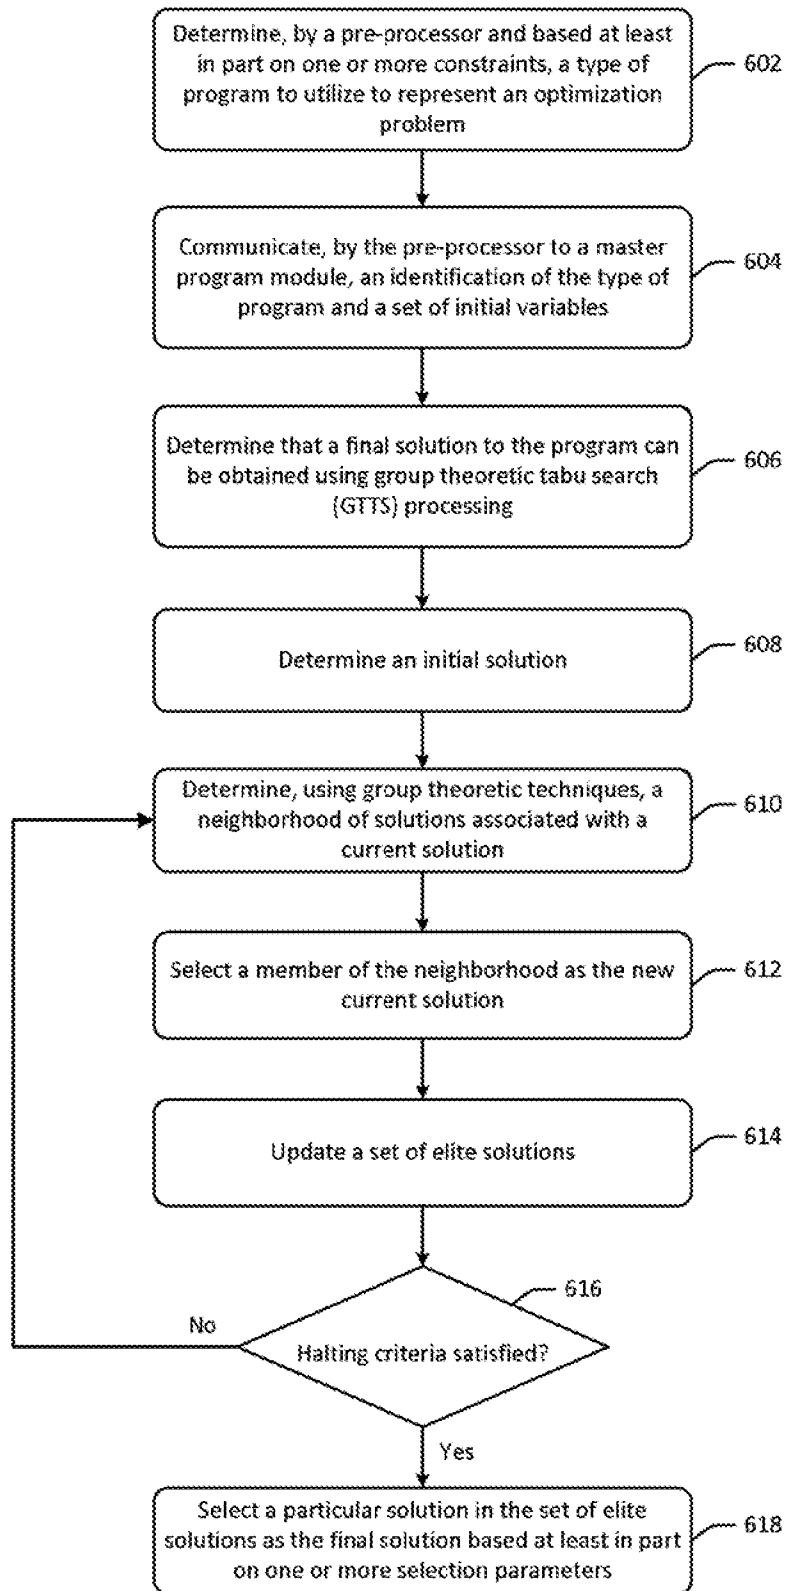 Determine, by a pre-processor and based at least
in part on one or more constraints, a type of
program to utilize to represent an optimization
problem
602
Communicate, by the pre-processor to a master
program module, an identification of the type of
program and a set of initial variables
604
Determine that a final solution to the program can
be obtained using group theoretic tabu search
(GTTS) processing
606
Determine an initial solution
608
Determine, using group theoretic techniques, a
neighborhood of solutions associated with a
current solution
610
Select a member of the neighborhood as the new
current solution
612
Update a set of elite solutions
614
616
No
Halting criteria satisfied?
Yes
Select a particular solution in the set of elite
solutions as the final solution based at least in part
on one or more selection parameters
618